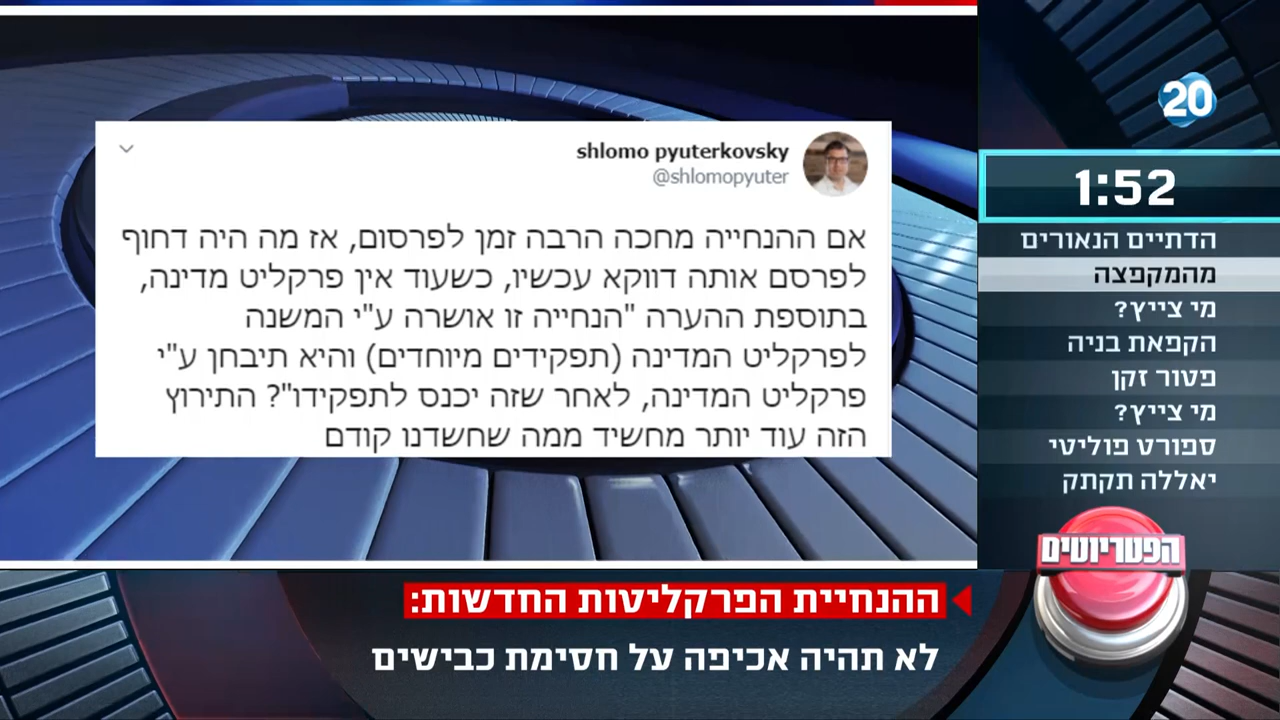 shlomo pyuterkovsky
@shlomopyuter
אם ההנחייה מחכה הרבה זמן לפרסום, אז מה היה דחוף
לפרסם אותה דווקא עכשיו, כשעוד אין פרקליט מדינה,
בתוספת ההערה "הנחייה זו אושרה ע"י המשנה
לפרקליט המדינה (תפקידים מיוחדים) והיא תיבחן ע"י
פרקליט המדינה, לאחר שזה יכנס לתפקידו"? התירוץ
הזה עוד יותר מחשיד ממה שחשדנו קודם
20
1:52
הדתיים הנאורים
מהמקפצה
מי צייץ?
הקפאת בניה
פטור זקן
מי צייץ?
ספורט פוליטי
יאללה תקתק
הפטריוטים
ההנחיית הפרקליטות החדשות:
לא תהיה אכיפה על חסימת כבישים